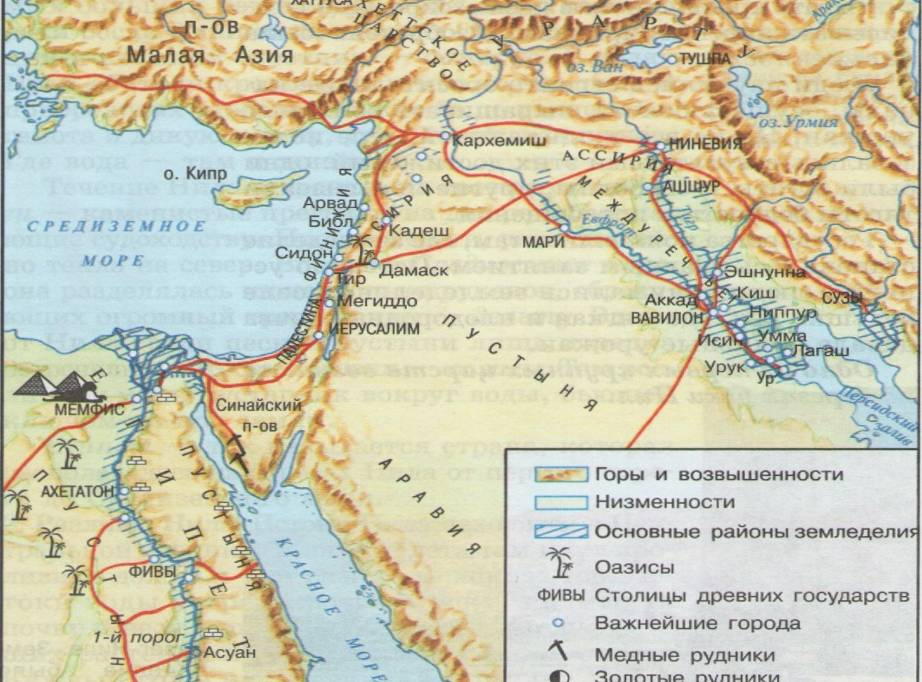 ХАТТУСА
ХЕТТСКОЕ
ЦАРСТВО
УРАРТУ
п-ов
Малая Азия
оз.Ван
ТУШПА
оз.Урмия
Кархемиш
НИНЕВИЯ
АССИРИЯ
АШШУР
о. Кипр
СИРИЯ
МЕЖДУРЕЧЬЕ
Тигр
Евфрат
Арвад
Библ
ФИНИКИЯ
Кадеш
МАРИ
СРЕДИЗЕМНОЕ
МОРЕ
Сидон
Дамаск
Эшнунна
Тир
Мегиддо
Аккад
Киш
СУЗЫ
ВАВИЛОН
Ниппур
ПАЛЕСТИНА
ИЕРУСАЛИМ
Исин
Умма
Лагаш
ПУСТЫНЯ
Урук
Ур
Персидский
залив
МЕМФИС
Синайский
п-ов
ЕГИПЕТ
ПУСТЫНЯ
АРАВИЯ
АХЕТАТОН
ПУСТЫНЯ
КРАСНОЕ
МОРЕ
ФИВЫ
1-й порог
Асуан
Горы и возвышенности
Низменности
Основные районы земледелия
Оазисы
ФИВЫ Столицы древних государств
Важнейшие города
Медные рудники
Золотые рудники